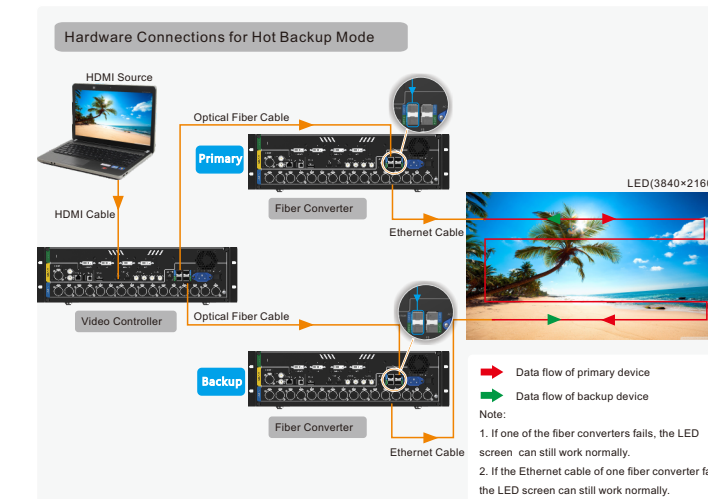 Hardware Connections for Hot Backup Mode
HDMI Source
Optical Fiber Cable
Primary
Fiber Converter
LED(3840×2160
HDMI Cable
Ethernet Cable
Video Controller
Optical Fiber Cable
Backup
Fiber Converter
Ethernet Cable
Data flow of primary device
Data flow of backup device
Note:
1. If one of the fiber converters fails, the LED
screen can still work normally.
2. If the Ethernet cable of one fiber converter fa
the LED screen can still work normally.